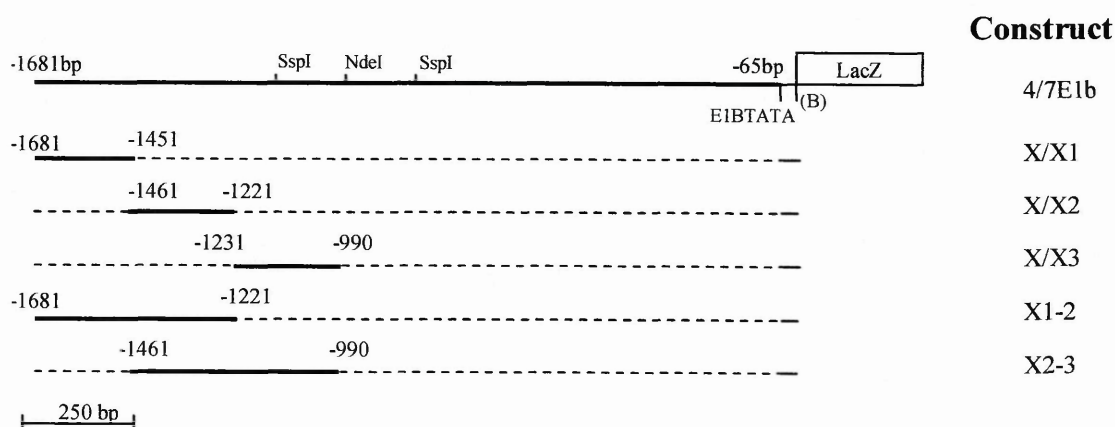 Construct
-1681bp SspI NdeI SspI -65bp LacZ
E1BTATA (B) 4/7E1b
-1681 -1451 X/X1
-1461 -1221 X/X2
-1231 -990 X/X3
-1681 -1221 X1-2
-1461 -990 X2-3
250 bp